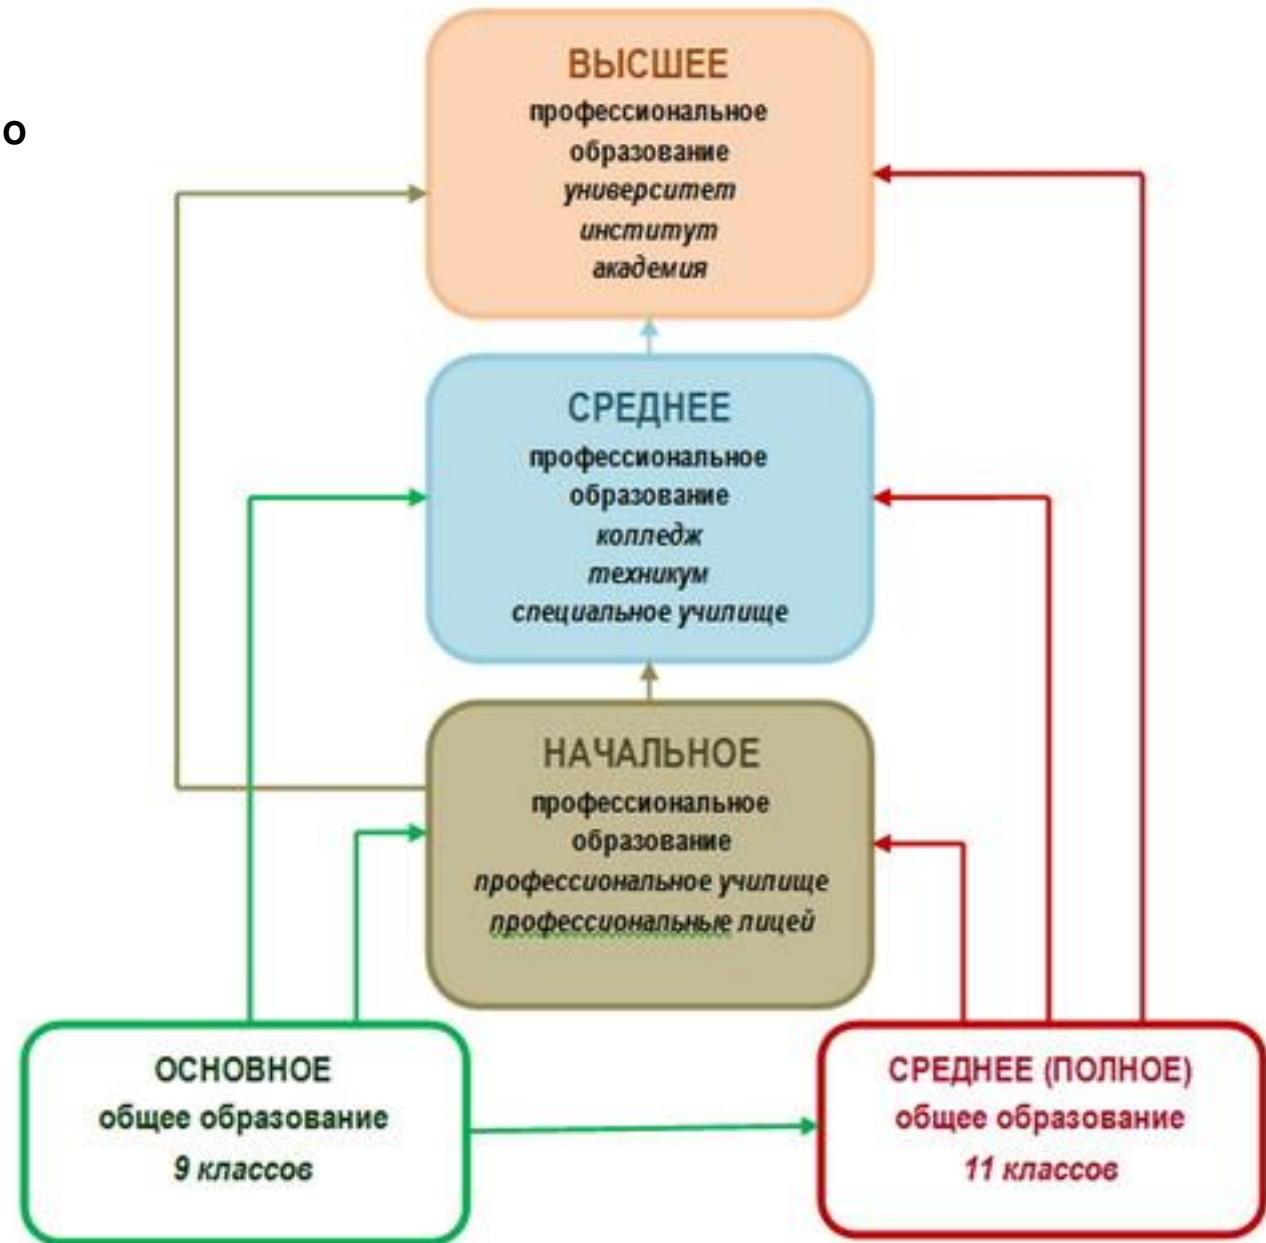 о
ВЫСШЕЕ
профессиональное
образование
университет
институт
академия
СРЕДНЕЕ
профессиональное
образование
колледж
техникум
специальное училище
НАЧАЛЬНОЕ
профессиональное
образование
профессиональное училище
профессиональные лицей
ОСНОВНОЕ
общее образование
9 классов
СРЕДНЕЕ (ПОЛНОЕ)
общее образование
11 классов